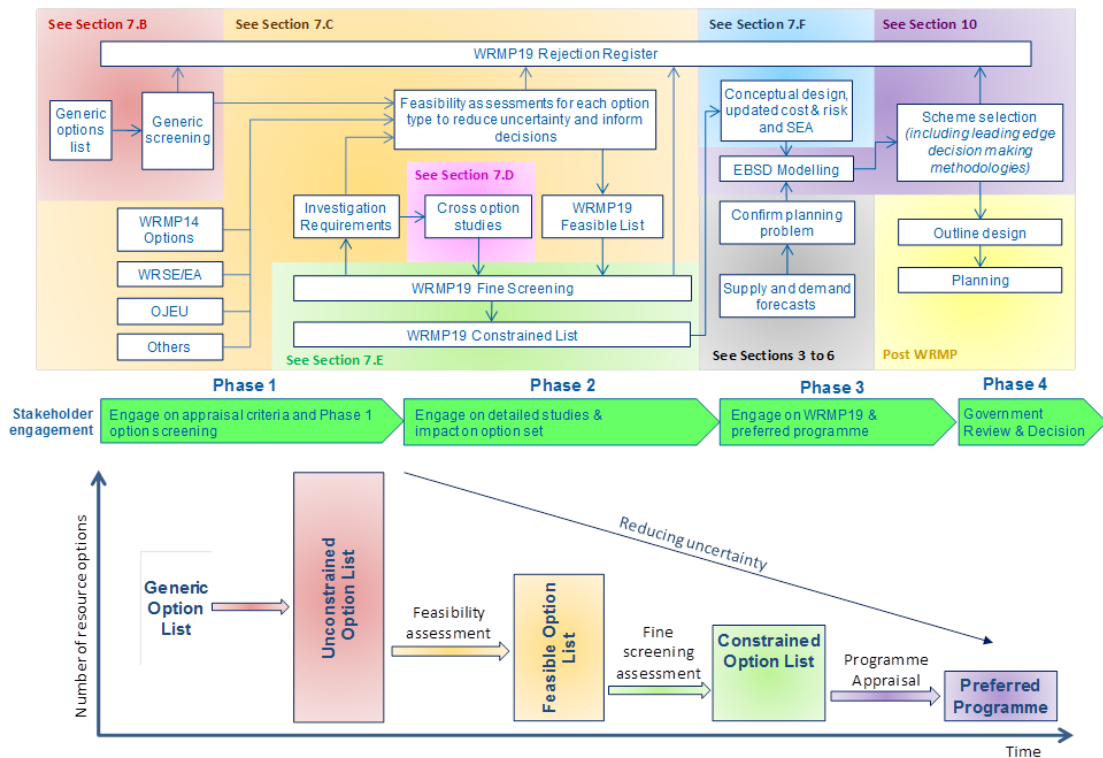 See Section 7.B
See Section 7.C
See Section 7.F
See Section 10
WRMP19 Rejection Register
Generic
options
list
Generic
screening
Feasibility assessments for each option
type to reduce uncertainty and inform
decisions
Conceptual design,
updated cost & risk
and SEA
Scheme selection
(including leading edge
decision making
methodologies)
See Section 7.D
EBSD Modelling
Investigation
Requirements
Cross option
studies
WRMP19
Feasible List
Confirm planning
problem
WRMP14
Options
Outline design
WRSE/EA
WRMP19 Fine Screening
Supply and demand
forecasts
Planning
OJEU
WRMP19 Constrained List
Others
See Section 7.E
See Sections 3 to 6
Post WRMP
Phase 1
Phase 2
Phase 3
Phase 4
Stakeholder
engagement
Engage on appraisal criteria and Phase 1
option screening
Engage on detailed studies &
impact on option set
Engage on WRMP19 &
preferred programme
Government
Review & Decision
Number of resource options
Generic
Option
List
Unconstrained
Option List
Reducing uncertainty
Feasibility
assessment
Feasible Option
List
Fine
screening
assessment
Constrained
Option List
Programme
Appraisal
Preferred
Programme
Time